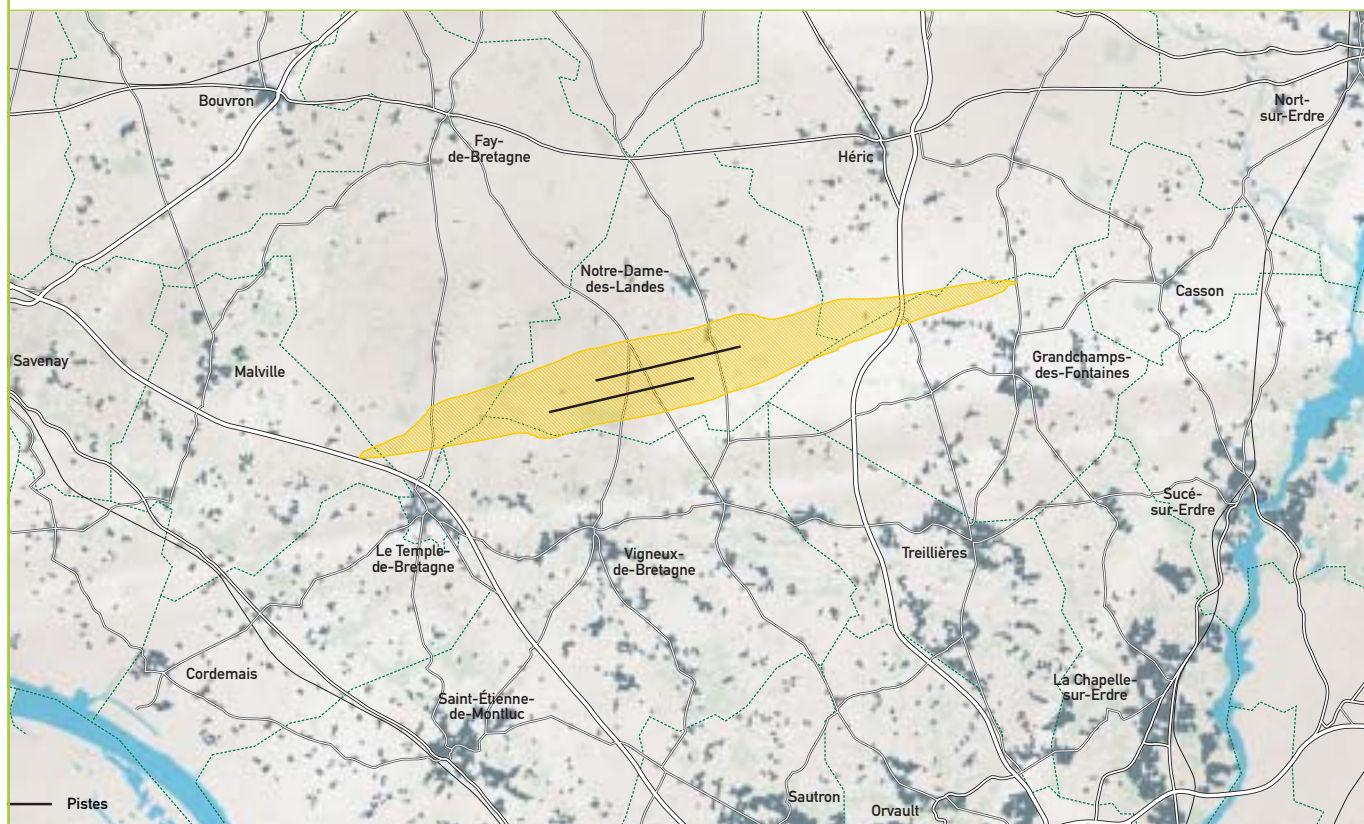 Bouvron
Fay-
de-Bretagne
Héric
Nort-
sur-Erdre
Notre-Dame-
des-Landes
Casson
Savenay
Malville
Grandchamps-
des-Fontaines
Sucé-
sur-Erdre
Le Temple-
de-Bretagne
Vigneux-
de-Bretagne
Treillières
Cordemais
Saint-Étienne-
de-Montluc
La Chapelle-
sur-Erdre
Sautron
Orvault
Pistes